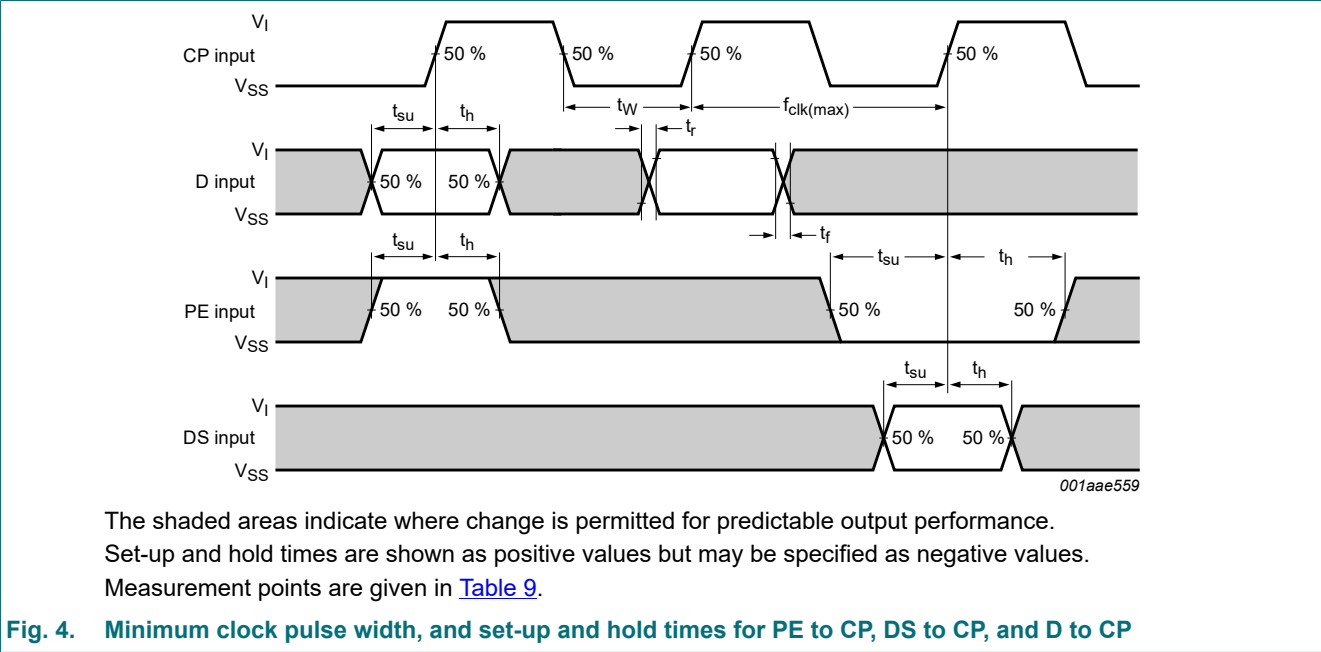 VI
CP input
VSS
50 %
50 %
50 %
50 %
tW
fclk(max)
tsu
th
tr
VI
D input
VSS
50 %
50 %
tf
tsu
th
tsu
th
VI
PE input
VSS
50 %
50 %
50 %
50 %
tsu
th
VI
DS input
VSS
50 %
50 %
001aae559
The shaded areas indicate where change is permitted for predictable output performance.
Set-up and hold times are shown as positive values but may be specified as negative values.
Measurement points are given in Table 9.
Fig. 4. Minimum clock pulse width, and set-up and hold times for PE to CP, DS to CP, and D to CP